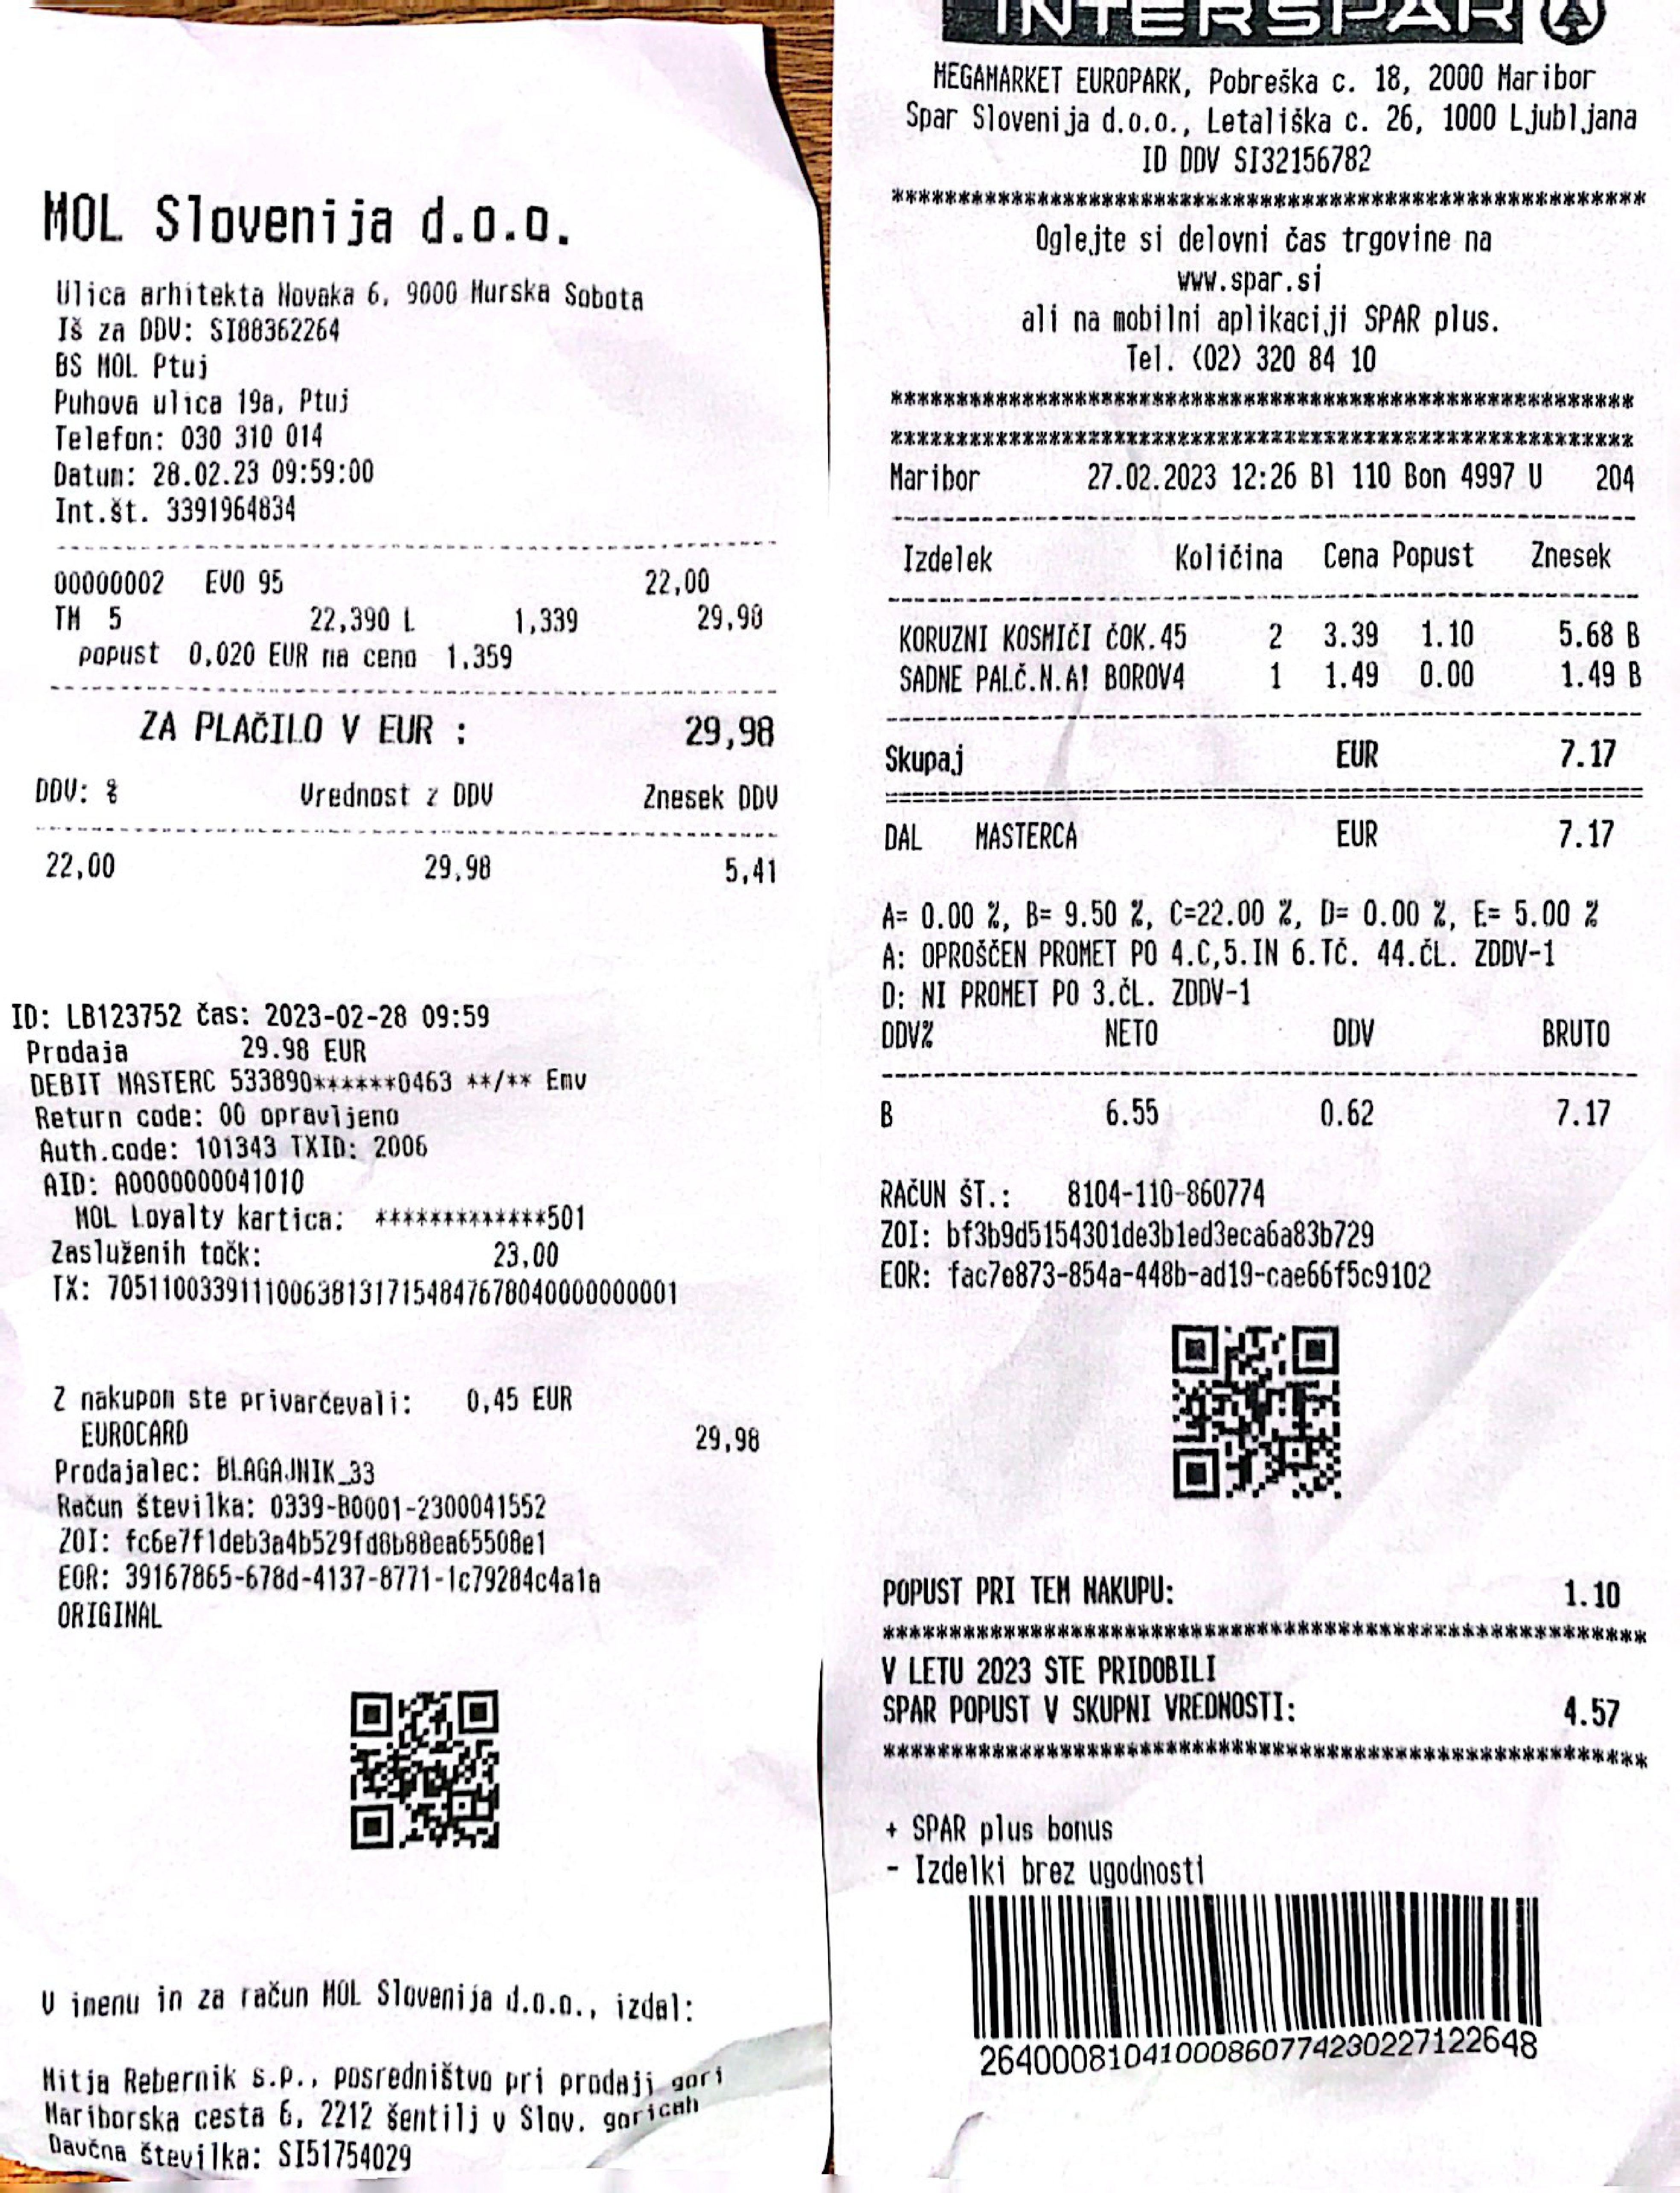 MOL Slovenija d.o.o.
Ulica arhitekta Novaka 6, 9000 Murska Sobota
Iš za DDV: SI88362264
BS MOL Ptuj
Puhova ulica 19a, Ptuj
Telefon: 030 310 014
Datum: 28.02.23 09:59:00
Int.št. 3391964834
00000002 EVO 95 22,00
TM 5 22,390 L 1,339 29,98
popust 0,020 EUR na ceno 1,359
ZA PLAČILO V EUR : 29,98
DDV: % Vrednost z DDV Znesek DDV
22,00 29,98 5,41
ID: LB123752 čas: 2023-02-28 09:59
Prodaja 29.98 EUR
DEBIT MASTERC 533890******0463 **/** Emv
Return code: 00 opravljeno
Auth.code: 101343 TXID: 2006
AID: A0000000041010
MOL Loyalty kartica: *************501
Zasluženih točk: 23,00
TX: 705110033911100638131715484767804000000001
Z nakupom ste privarčevali: 0,45 EUR
EUROCARD 29,98
Prodajalec: BLAGAJNIK_33
Račun številka: 0339-B0001-2300041552
ZOI: fc6e7f1deb3a4b529fd8b88ea65508e1
EOR: 39167865-678d-4137-8771-1c79284c4a1a
ORIGINAL
V imenu in za račun MOL Slovenija d.o.o., izdal:
Mitja Rebernik s.p., posredništvo pri prodaji gori
Mariborska cesta 6, 2212 šentilj v Slov. goricah
Davčna številka: SI51754029
INTERSPAR
MEGAMARKET EUROPARK, Pobreška c. 18, 2000 Maribor
Spar Slovenija d.o.o., Letališka c. 26, 1000 Ljubljana
ID DDV SI32156782
*********************************************************
Oglejte si delovni čas trgovine na
www.spar.si
ali na mobilni aplikaciji SPAR plus.
Tel. (02) 320 84 10
*********************************************************
*********************************************************
Maribor 27.02.2023 12:26 Bl 110 Bon 4997 U 204
Izdelek Količina Cena Popust Znesek
KORUZNI KOSMIČI ČOK.45 2 3.39 1.10 5.68 B
SADNE PALČ.N.A! BOROV4 1 1.49 0.00 1.49 B
Skupaj EUR 7.17
DAL MASTERCA EUR 7.17
A= 0.00 %, B= 9.50 %, C=22.00 %, D= 0.00 %, E= 5.00 %
A: OPROŠČEN PROMET PO 4.C,5.IN 6.TČ. 44.ČL. ZDDV-1
D: NI PROMET PO 3.ČL. ZDDV-1
DDV% NETO DDV BRUTO
B 6.55 0.62 7.17
RAČUN ŠT.: 8104-110-860774
ZOI: bf3b9d5154301de3b1ed3eca6a83b729
EOR: fac7e873-854a-448b-ad19-cae66f5c9102
POPUST PRI TEM NAKUPU: 1.10
*********************************************************
V LETU 2023 STE PRIDOBILI
SPAR POPUST V SKUPNI VREDNOSTI: 4.57
*********************************************************
+ SPAR plus bonus
- Izdelki brez ugodnosti
26400081041000860774230227122648